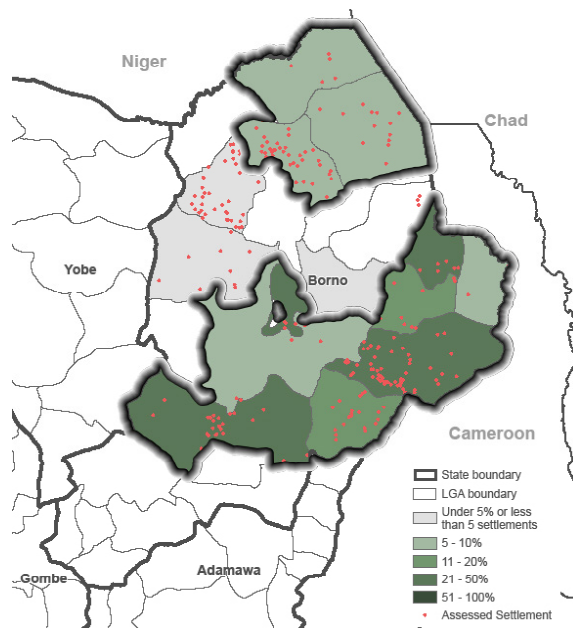 Niger
Chad
Yobe
Borno
Cameroon
State boundary
LGA boundary
Under 5% or less
than 5 settlements
5 - 10%
11 - 20%
21 - 50%
51 - 100%
Assessed Settlement
Gombe
Adamawa